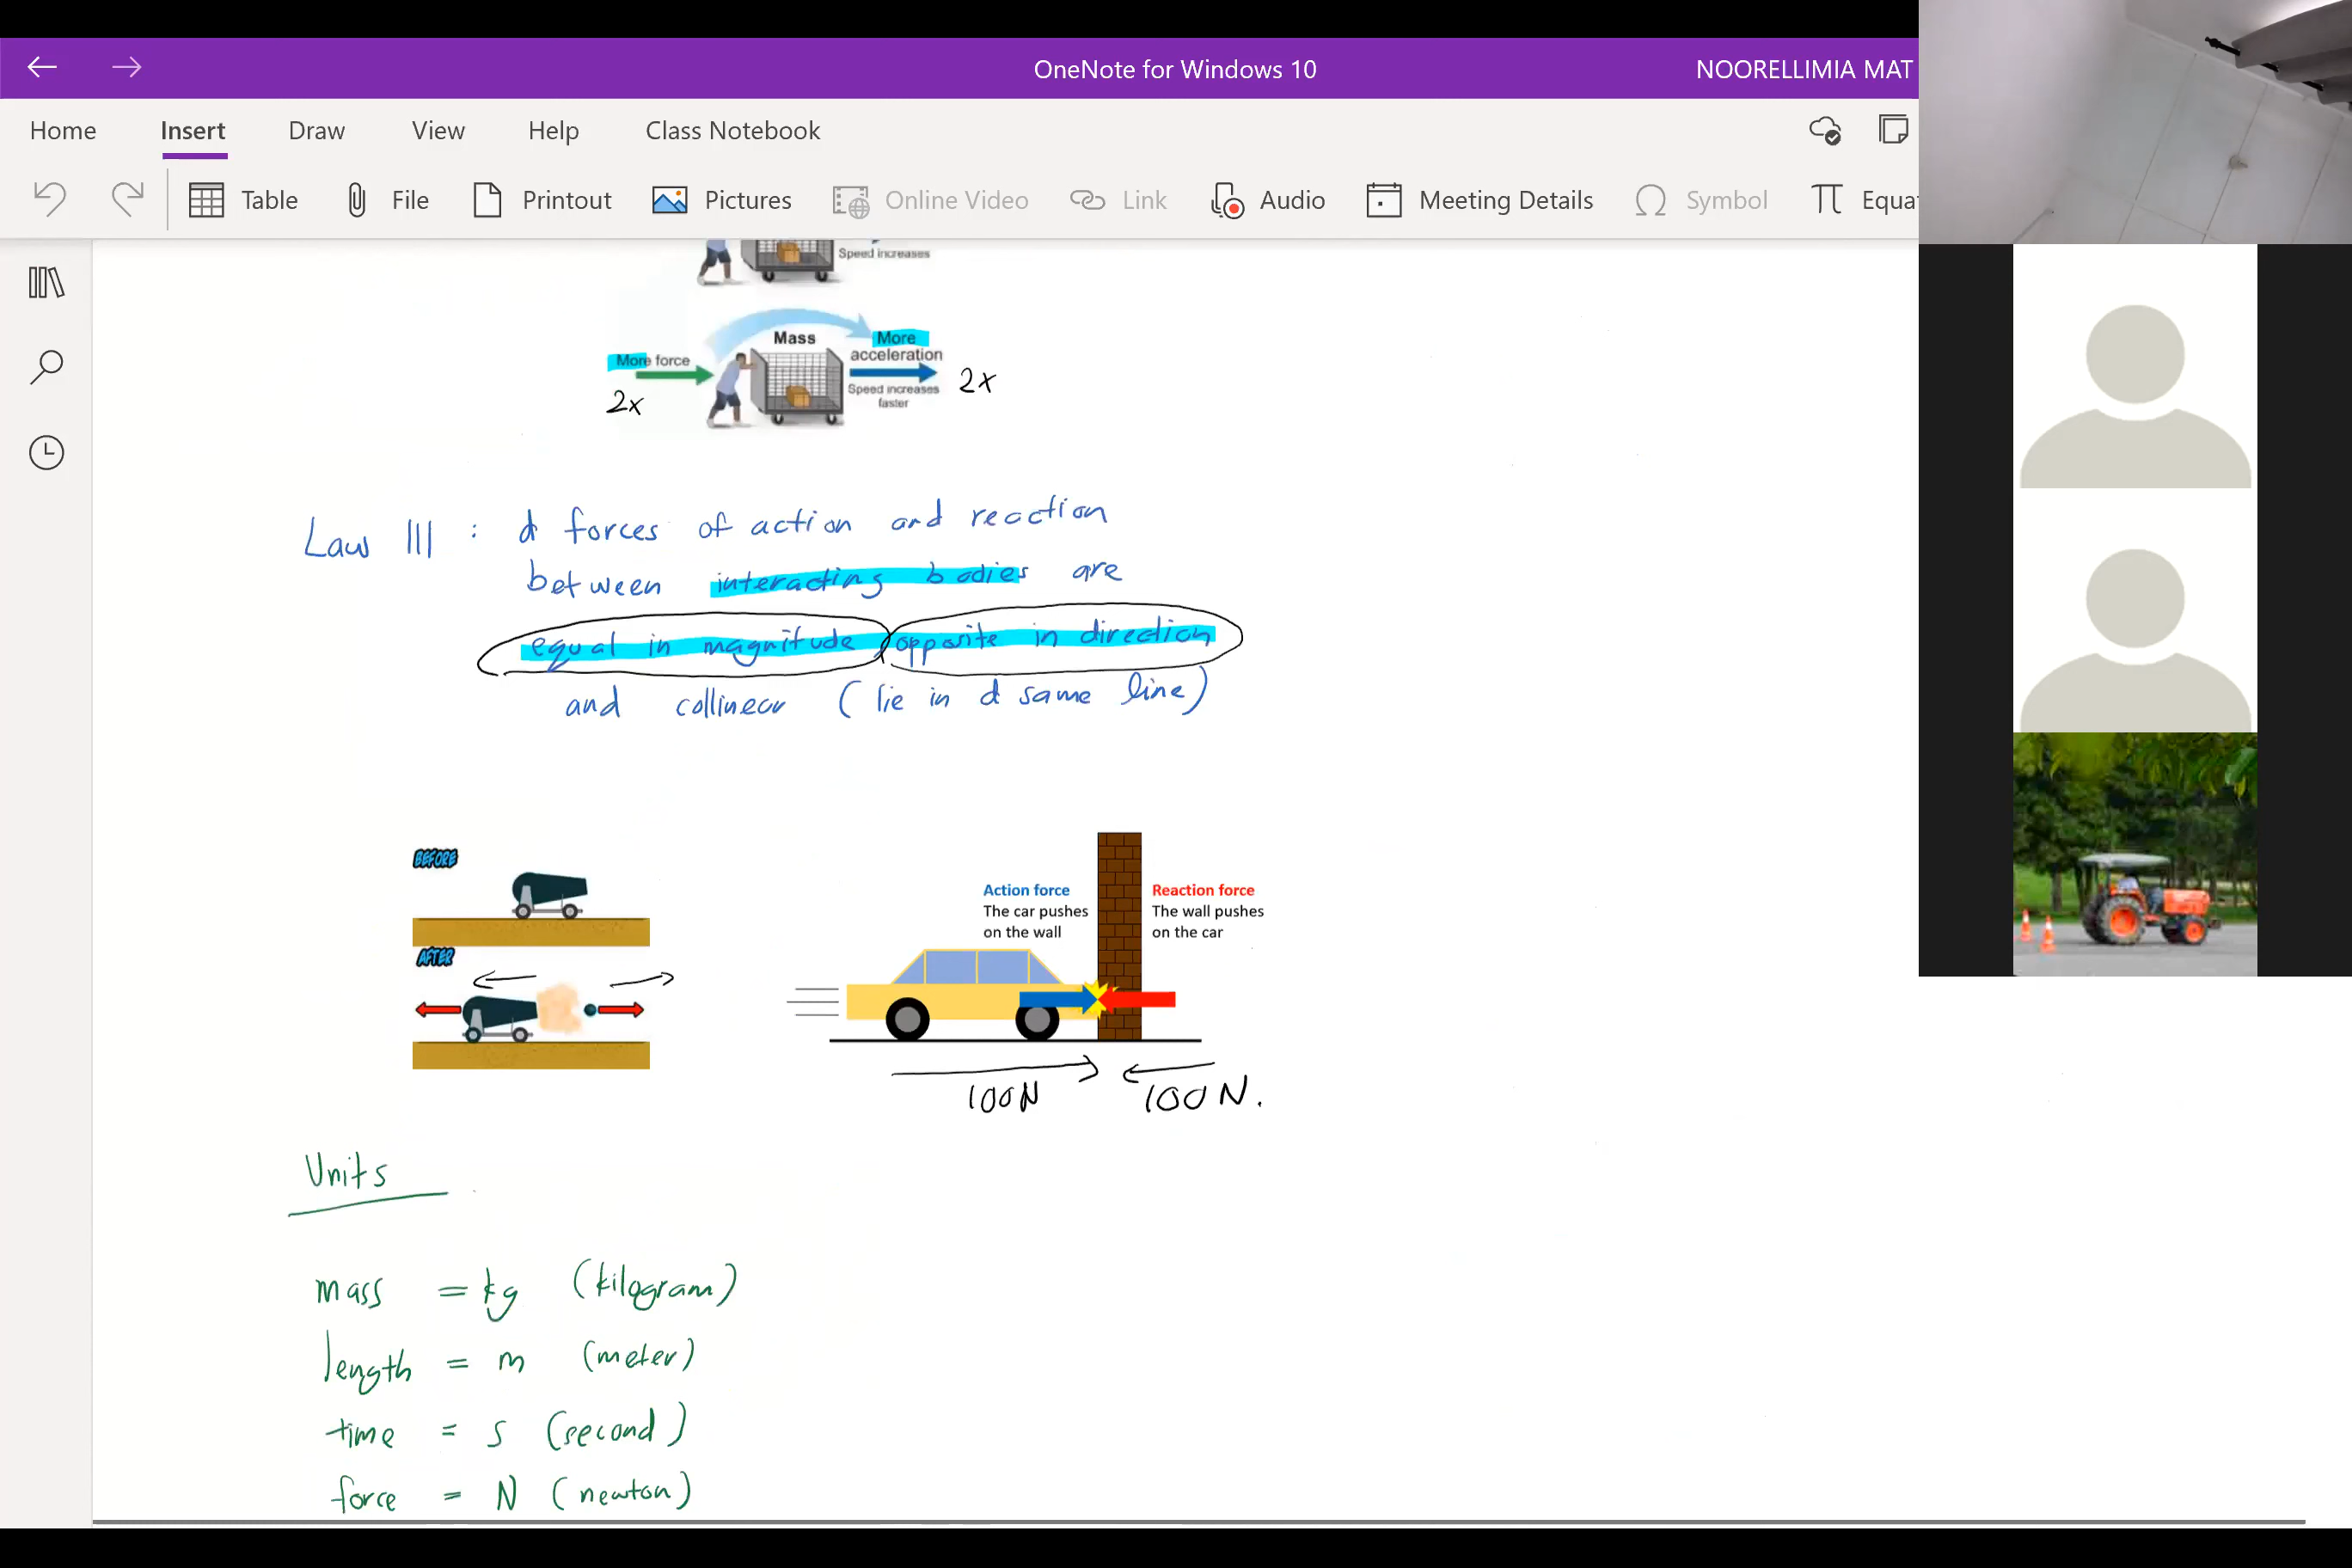 OneNote for Windows 10
NOORELLIMIA MAT
Home Insert Draw View Help Class Notebook
Table File Printout Pictures Online Video Link Audio Meeting Details Symbol Equa
Speed increases
Mass
More
acceleration
More force
Speed increases
faster
2x
2x
Law III : d forces of action and reaction
between interacting bodies are
equal in magnitude, opposite in direction
and collinear (lie in d same line)
BEFORE
AFTER
Action force
The car pushes
on the wall
Reaction force
The wall pushes
on the car
100N
100N.
Units
mass = kg (kilogram)
length = m (meter)
time = s (second)
force = N (newton)